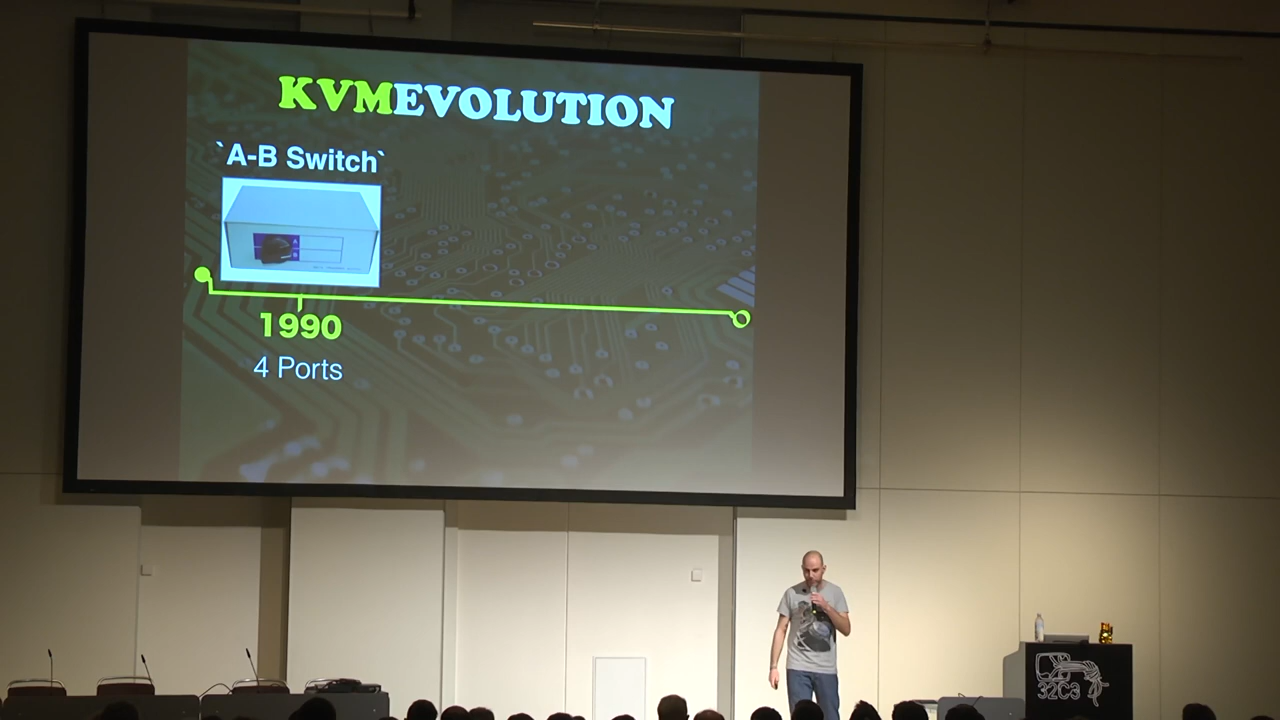 KVMEVOLUTION
`A-B Switch`
A
B
1990
4 Ports
32C3